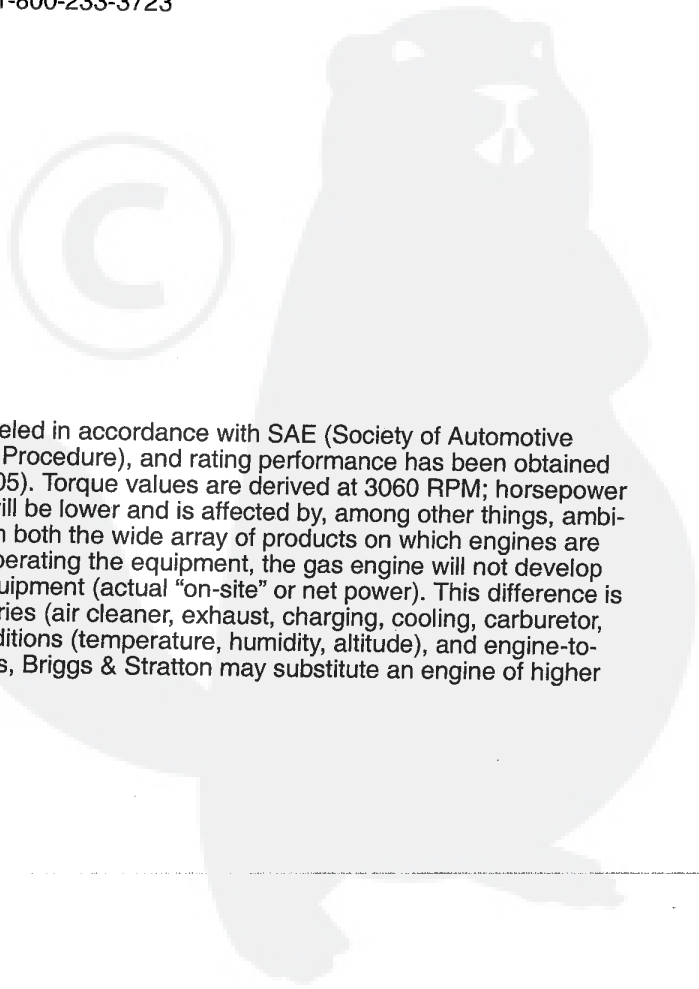 1-800-233-3723
©
eled in accordance with SAE (Society of Automotive
Procedure), and rating performance has been obtained
05). Torque values are derived at 3060 RPM; horsepower
ill be lower and is affected by, among other things, ambi-
n both the wide array of products on which engines are
perating the equipment, the gas engine will not develop
uipment (actual “on-site” or net power). This difference is
ries (air cleaner, exhaust, charging, cooling, carburetor,
ditions (temperature, humidity, altitude), and engine-to-
s, Briggs & Stratton may substitute an engine of higher